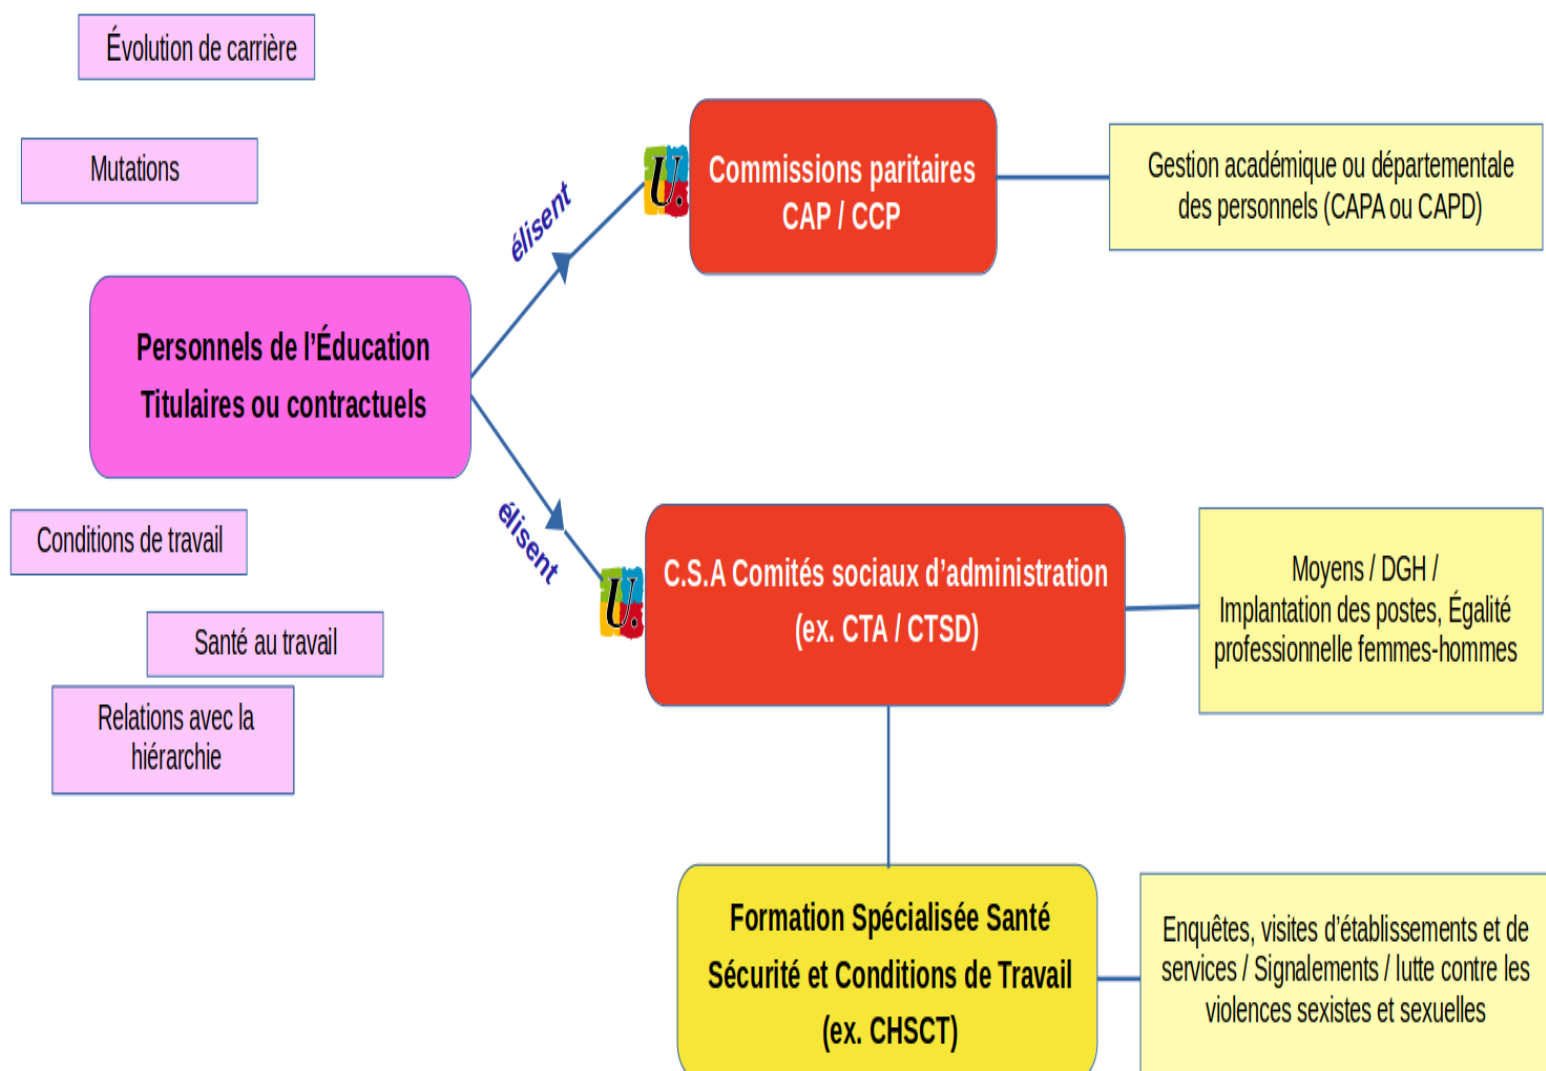 Évolution de carrière
Mutations
Personnels de l’Éducation
Titulaires ou contractuels
Conditions de travail
Santé au travail
Relations avec la
hiérarchie
élisent
élisent
U.
Commissions paritaires
CAP / CCP
Gestion académique ou départementale
des personnels (CAPA ou CAPD)
U.
C.S.A Comités sociaux d’administration
(ex. CTA / CTSD)
Moyens / DGH /
Implantation des postes, Égalité
professionnelle femmes-hommes
Formation Spécialisée Santé
Sécurité et Conditions de Travail
(ex. CHSCT)
Enquêtes, visites d’établissements et de
services / Signalements / lutte contre les
violences sexistes et sexuelles